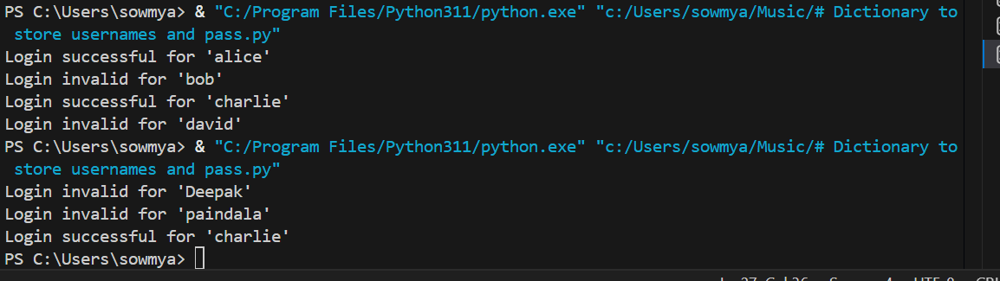 PS C:\Users\sowmya> & "C:/Program Files/Python311/python.exe" "c:/Users/sowmya/Music/# Dictionary to
store usernames and pass.py"
Login successful for 'alice'
Login invalid for 'bob'
Login successful for 'charlie'
Login invalid for 'david'
PS C:\Users\sowmya> & "C:/Program Files/Python311/python.exe" "c:/Users/sowmya/Music/# Dictionary to
store usernames and pass.py"
Login invalid for 'Deepak'
Login invalid for 'paindala'
Login successful for 'charlie'
PS C:\Users\sowmya>